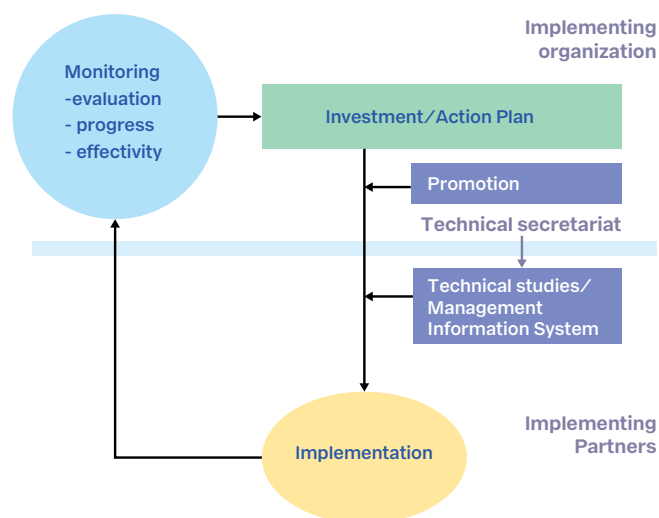 Implementing
organization
Monitoring
-evaluation
- progress
- effectivity
Investment/Action Plan
Promotion
Technical secretariat
Technical studies/
Management
Information System
Implementing
Partners
Implementation